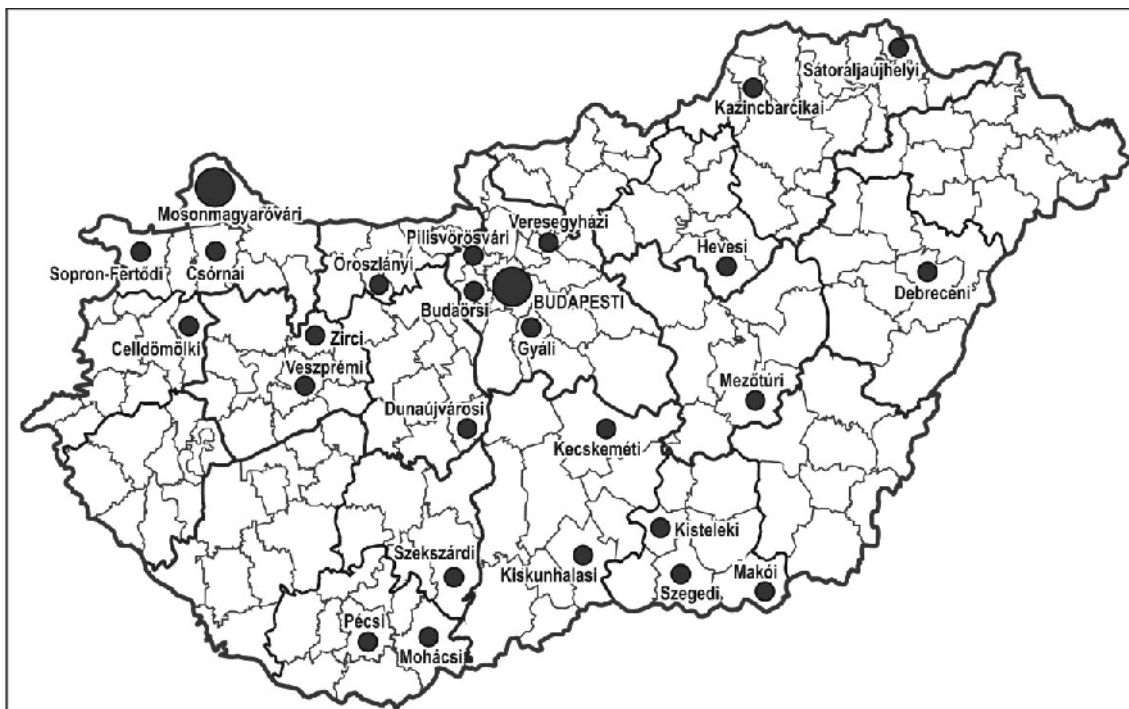 Sátoraljaújhelyi
Kazincbarcikai
Mosonmagyaróvári
Veresegyházi
Pilisvörösvári
Hevesi
Sopron-Fertődi
Csornai
Oroszlányi
Debreceni
Budaörsi
BUDAPESTI
Celldömölki
Zirci
Gyáli
Veszprémi
Mezőtúri
Dunaújvárosi
Kecskeméti
Kisteleki
Szekszárdi
Kiskunhalasi
Makói
Szegedi
Pécsi
Mohácsi